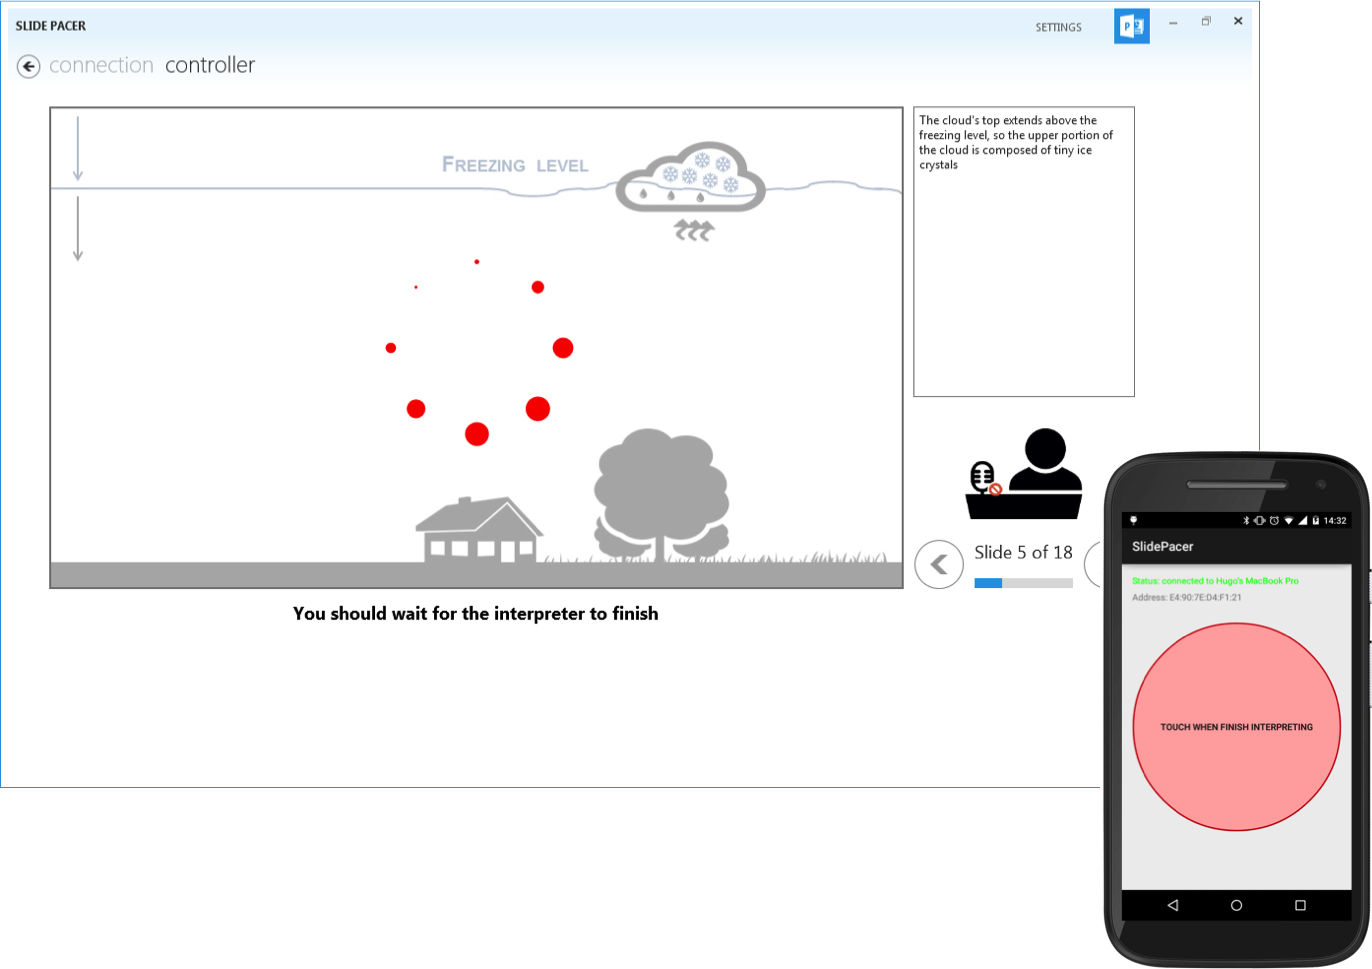 SLIDE PACER
SETTINGS
P
connection controller
FREEZING LEVEL
The cloud's top extends above the
freezing level, so the upper portion of
the cloud is composed of tiny ice
crystals
Slide 5 of 18
You should wait for the interpreter to finish
14:32
SlidePacer
Status: connected to Hugo's MacBook Pro
Address: E4:90:7E:D4:F1:21
TOUCH WHEN FINISH INTERPRETING